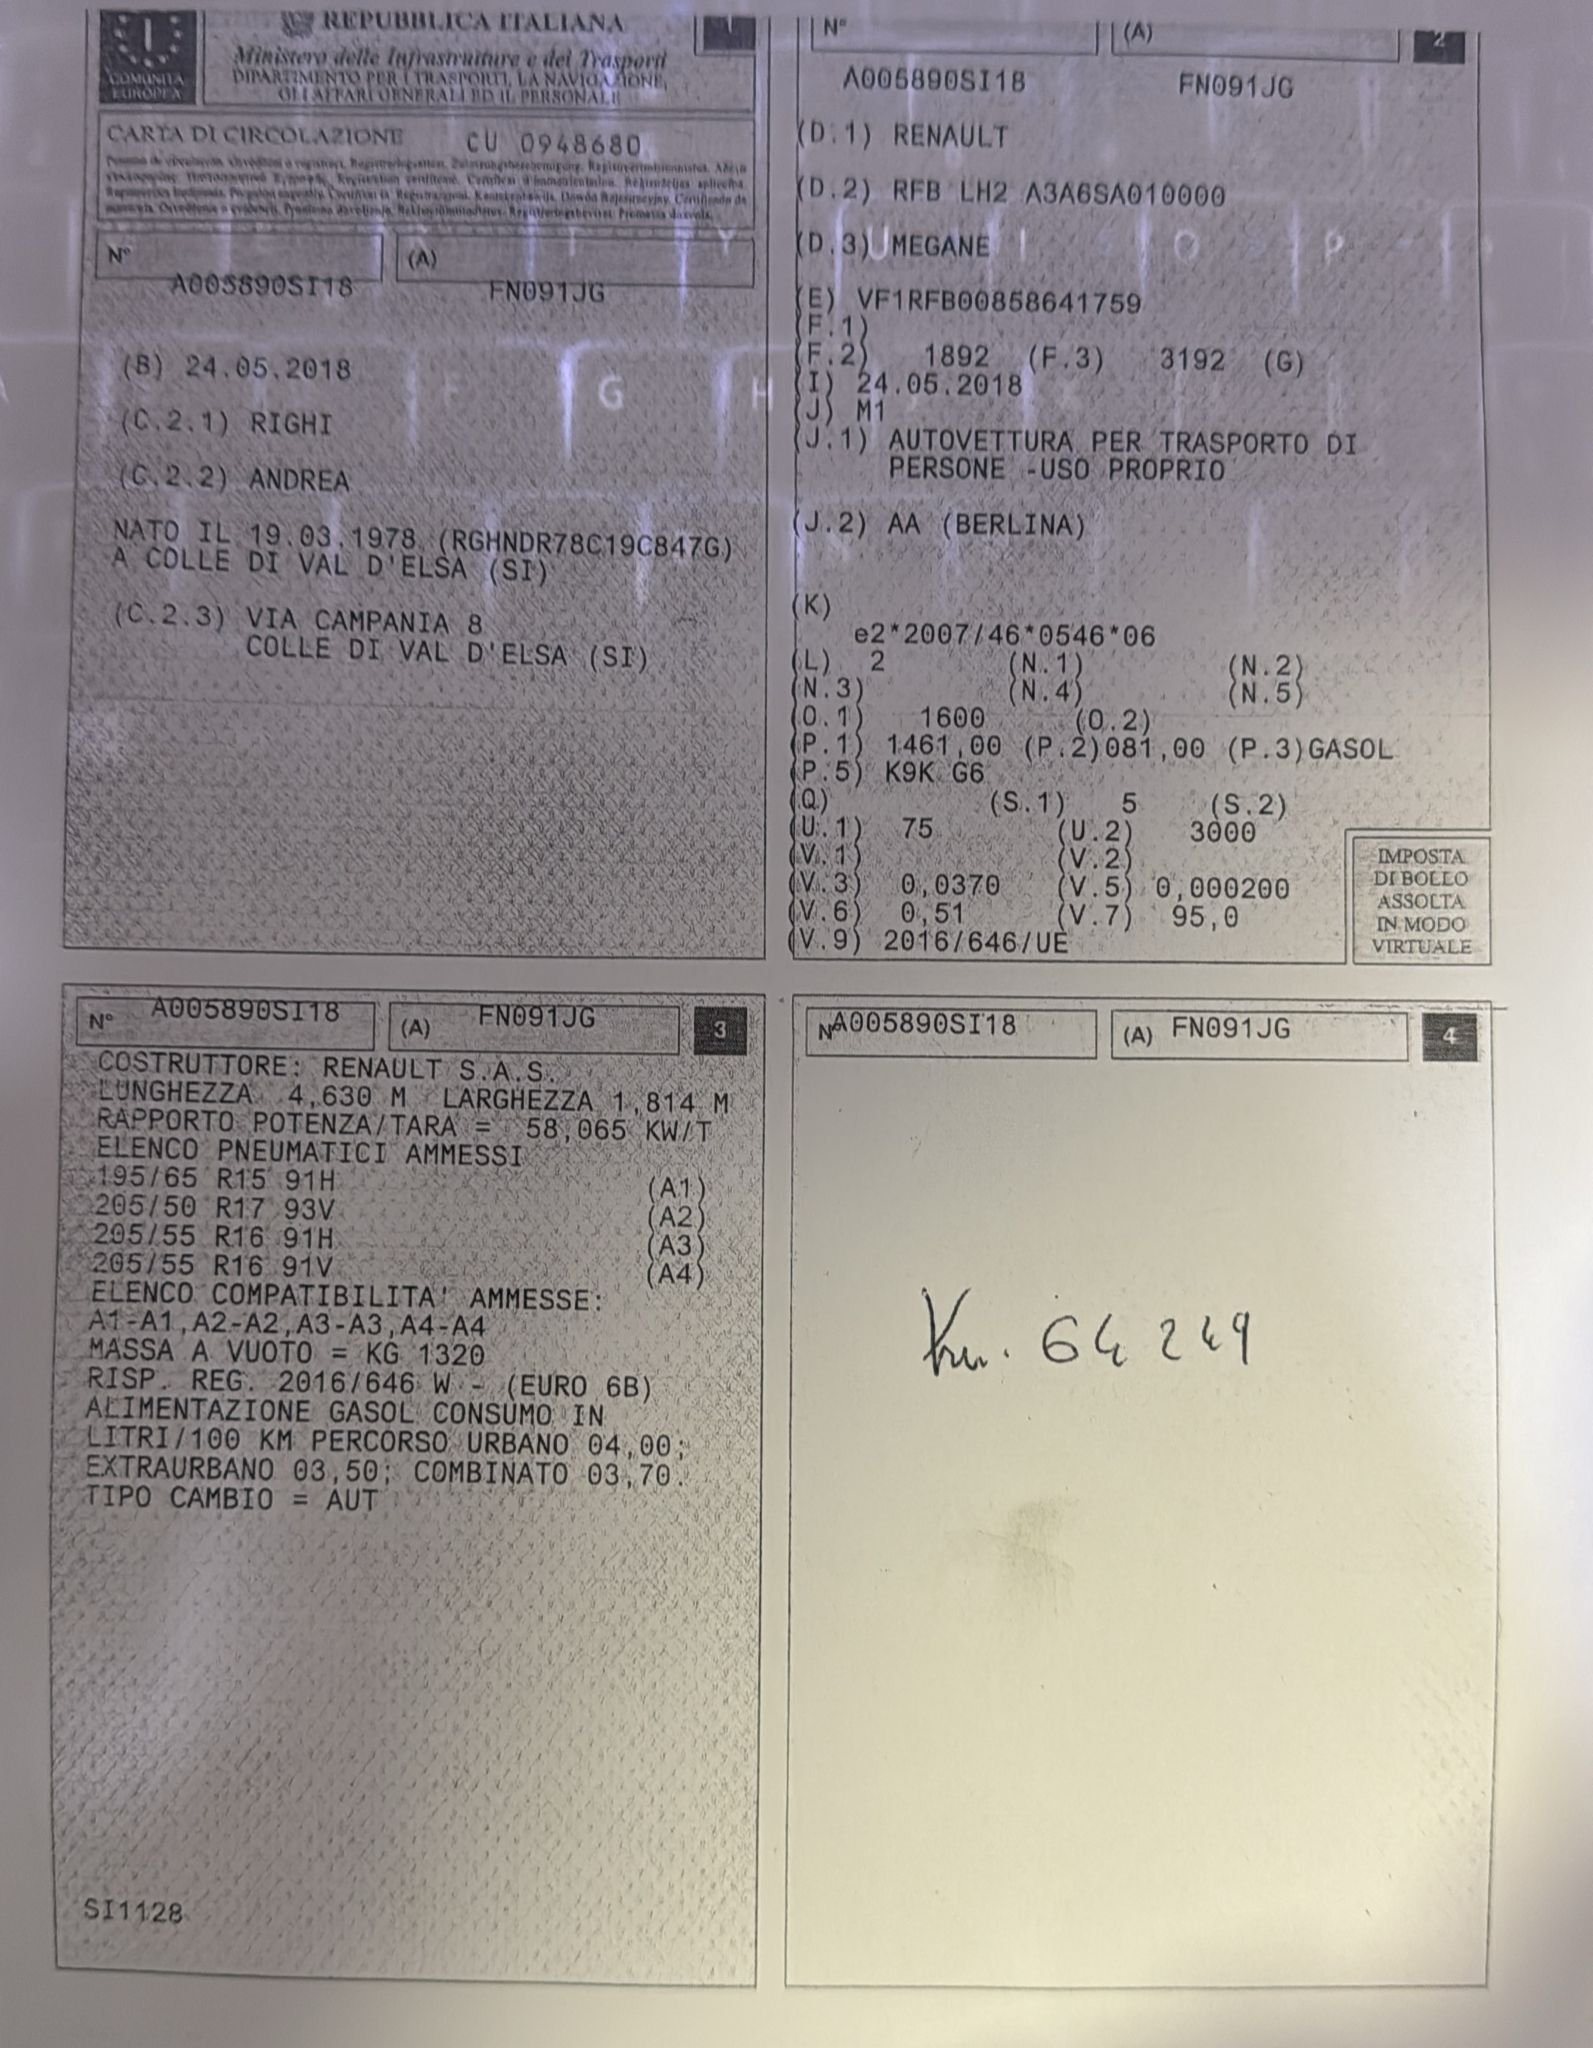 REPUBBLICA ITALIANA
Ministero delle Infrastrutture e dei Trasporti
DIPARTIMENTO PER I TRASPORTI, LA NAVIGAZIONE,
GLI AFFARI GENERALI ED IL PERSONALE
COMUNITA
EUROPEA
CARTA DI CIRCOLAZIONE CU 0948680
N° (A)
A005890SI18 FN091JG
(B) 24.05.2018
(C.2.1) RIGHI
(C.2.2) ANDREA
NATO IL 19.03.1978 (RGHNDR78C19C847G)
A COLLE DI VAL D'ELSA (SI)
(C.2.3) VIA CAMPANIA 8
COLLE DI VAL D'ELSA (SI)
N° (A) 2
A005890SI18 FN091JG
(D.1) RENAULT
(D.2) RFB LH2 A3A6SA010000
(D.3) MEGANE
(E) VF1RFB00858641759
(F.1)
(F.2) 1892 (F.3) 3192 (G)
(I) 24.05.2018
(J) M1
(J.1) AUTOVETTURA PER TRASPORTO DI
PERSONE -USO PROPRIO
(J.2) AA (BERLINA)
(K)
e2*2007/46*0546*06
(L) 2 (N.1) (N.2)
(N.3) (N.4) (N.5)
(O.1) 1600 (O.2)
(P.1) 1461,00 (P.2)081,00 (P.3)GASOL
(P.5) K9K G6
(Q) (S.1) 5 (S.2)
(U.1) 75 (U.2) 3000
(V.1) (V.2)
(V.3) 0,0370 (V.5) 0,000200
(V.6) 0,51 (V.7) 95,0
(V.9) 2016/646/UE
IMPOSTA
DI BOLLO
ASSOLTA
IN MODO
VIRTUALE
N° A005890SI18 (A) FN091JG 3
COSTRUTTORE: RENAULT S.A.S.
LUNGHEZZA 4,630 M LARGHEZZA 1,814 M
RAPPORTO POTENZA/TARA = 58,065 KW/T
ELENCO PNEUMATICI AMMESSI
195/65 R15 91H (A1)
205/50 R17 93V (A2)
205/55 R16 91H (A3)
205/55 R16 91V (A4)
ELENCO COMPATIBILITA' AMMESSE:
A1-A1,A2-A2,A3-A3,A4-A4
MASSA A VUOTO = KG 1320
RISP. REG. 2016/646 W - (EURO 6B)
ALIMENTAZIONE GASOL CONSUMO IN
LITRI/100 KM PERCORSO URBANO 04,00;
EXTRAURBANO 03,50; COMBINATO 03,70.
TIPO CAMBIO = AUT
SI1128
N° A005890SI18 (A) FN091JG 4
Km. 64 249